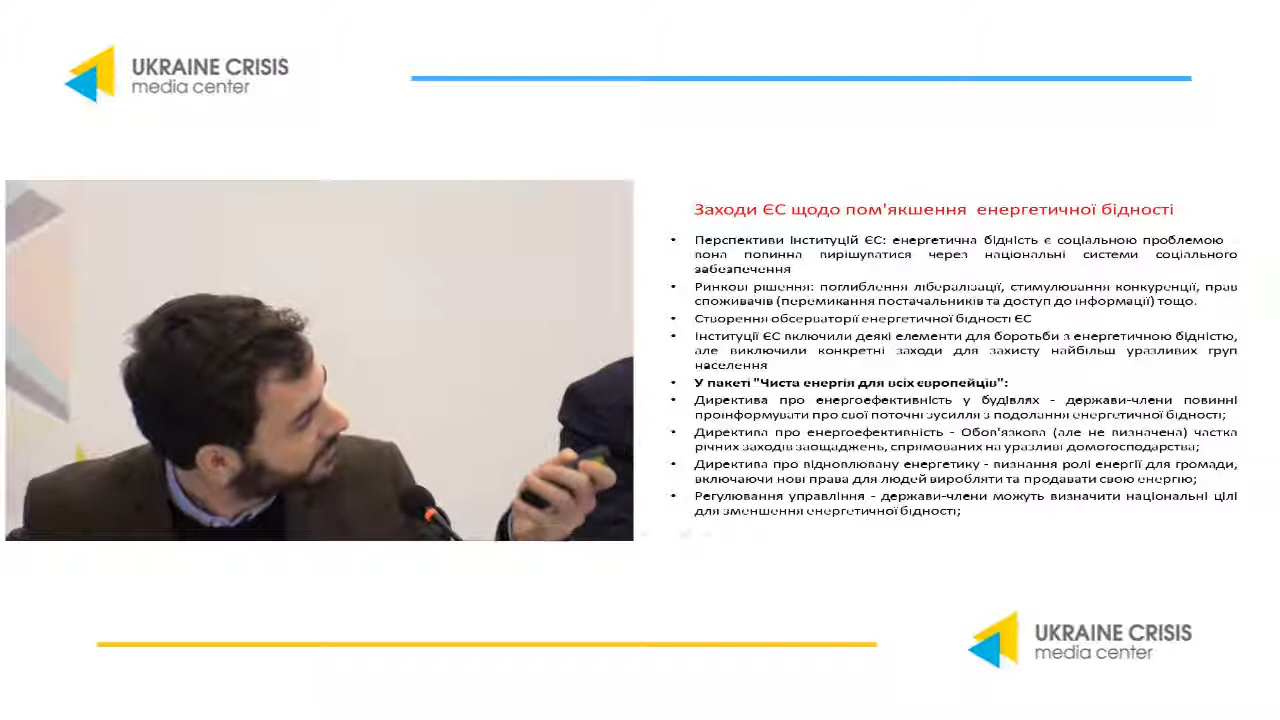 UKRAINE CRISIS
media center
Заходи ЄС щодо пом'якшення енергетичної бідності
• Перспективи інституцій ЄС: енергетична бідність є соціальною проблемою -
вона повинна вирішуватися через національні системи соціального
забезпечення
• Ринкові рішення: поглиблення лібералізації, стимулювання конкуренції, прав
споживачів (перемикання постачальників та доступ до інформації) тощо.
• Створення обсерваторії енергетичної бідності ЄС
• Інституції ЄС включили деякі елементи для боротьби з енергетичною бідністю,
але виключили конкретні заходи для захисту найбільш уразливих груп
населення
• У пакеті "Чиста енергія для всіх європейців":
• Директива про енергоефективність у будівлях - держави-члени повинні
проінформувати про свої поточні зусилля з подолання енергетичної бідності;
• Директива про енергоефективність - Обов'язкова (але не визначена) частка
річних заходів заощаджень, спрямованих на уразливі домогосподарства;
• Директива про відновлювану енергетику - визнання ролі енергії для громади,
включаючи нові права для людей виробляти та продавати свою енергію;
• Регулювання управління - держави-члени можуть визначити національні цілі
для зменшення енергетичної бідності;
UKRAINE CRISIS
media center